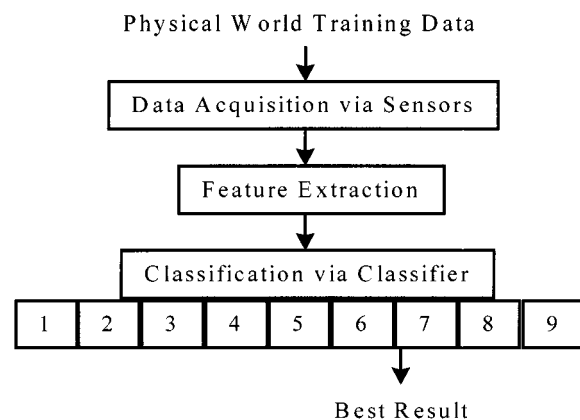 Physical World Training Data
Data Acquisition via Sensors
Feature Extraction
Classification via Classifier
1 2 3 4 5 6 7 8 9
Best Result